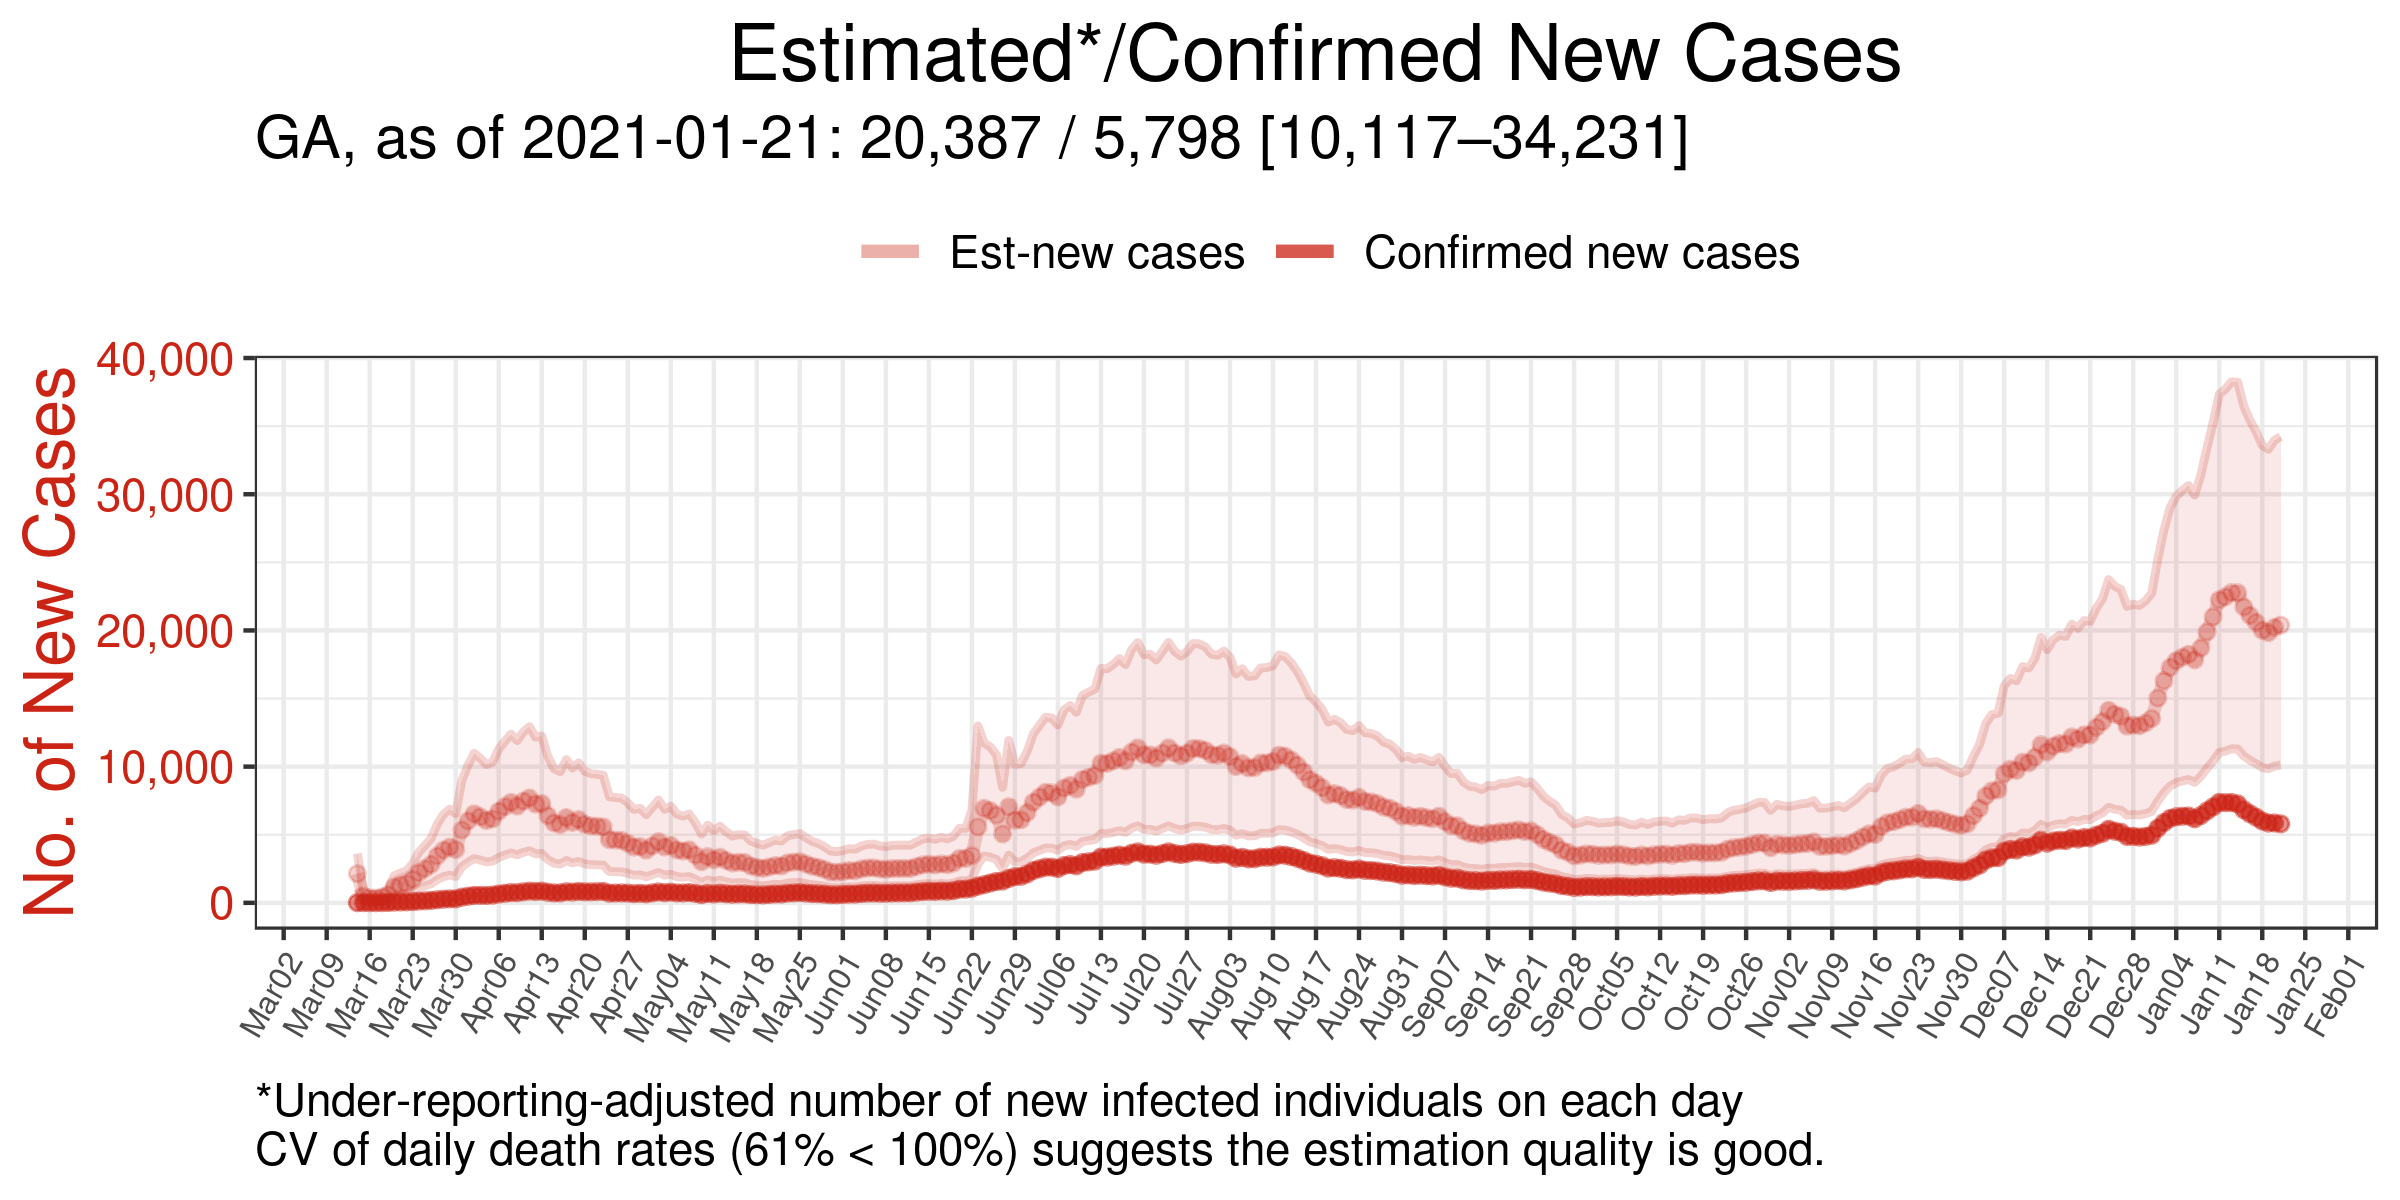 Estimated*/Confirmed New Cases
GA, as of 2021-01-21: 20,387 / 5,798 [10,117–34,231]
Est-new cases
Confirmed new cases
No. of New Cases
40,000
30,000
20,000
10,000
0
Mar02
Mar09
Mar16
Mar23
Mar30
Apr06
Apr13
Apr20
Apr27
May04
May11
May18
May25
Jun01
Jun08
Jun15
Jun22
Jun29
Jul06
Jul13
Jul20
Jul27
Aug03
Aug10
Aug17
Aug24
Aug31
Sep07
Sep14
Sep21
Sep28
Oct05
Oct12
Oct19
Oct26
Nov02
Nov09
Nov16
Nov23
Nov30
Dec07
Dec14
Dec21
Dec28
Jan04
Jan11
Jan18
Jan25
Feb01
*Under-reporting-adjusted number of new infected individuals on each day
CV of daily death rates (61% < 100%) suggests the estimation quality is good.